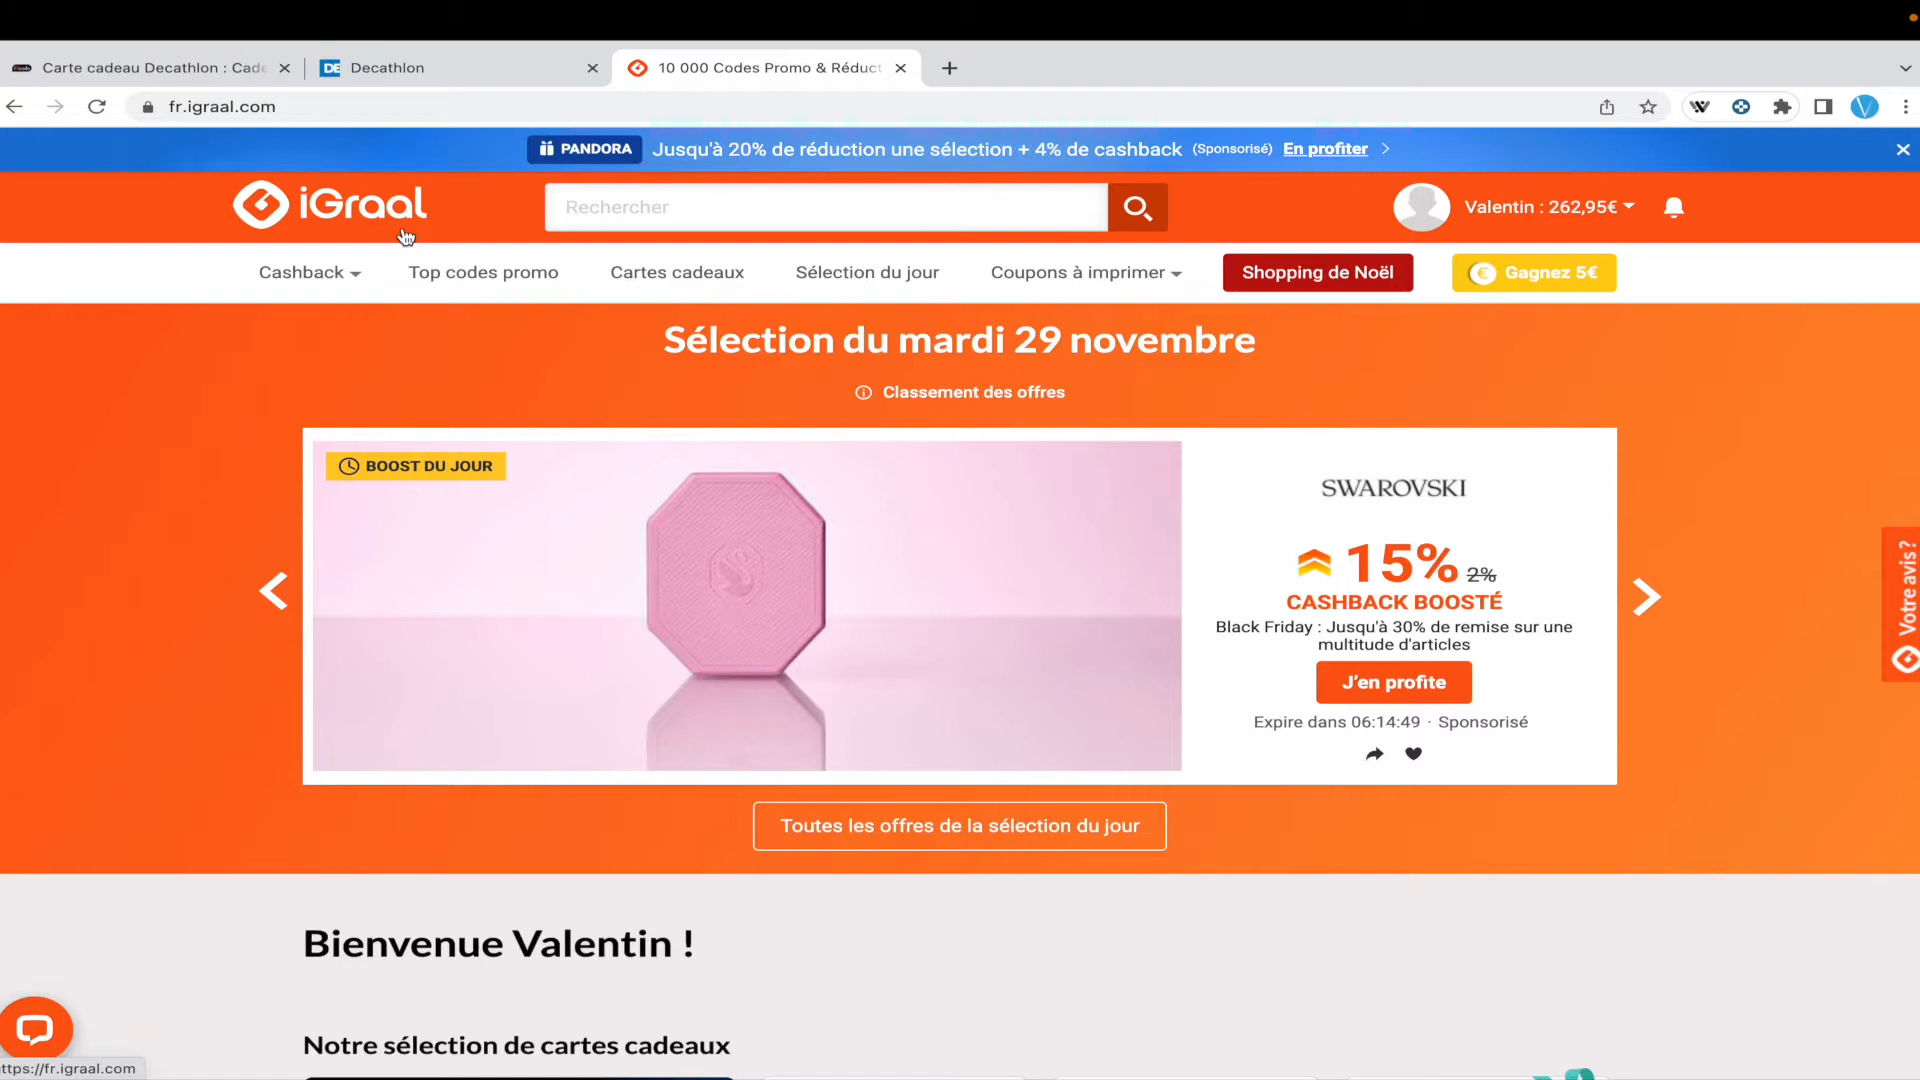 Carte cadeau Decathlon : Cade
Decathlon
10 000 Codes Promo & Réduct
fr.igraal.com
PANDORA
Jusqu'à 20% de réduction une sélection + 4% de cashback (Sponsorisé) En profiter
iGraal
Rechercher
Valentin : 262,95€
Cashback
Top codes promo
Cartes cadeaux
Sélection du jour
Coupons à imprimer
Shopping de Noël
Gagnez 5€
Sélection du mardi 29 novembre
Classement des offres
BOOST DU JOUR
SWAROVSKI
15% 2%
CASHBACK BOOSTÉ
Black Friday : Jusqu'à 30% de remise sur une
multitude d'articles
J'en profite
Expire dans 06:14:49 · Sponsorisé
Votre avis ?
Toutes les offres de la sélection du jour
Bienvenue Valentin !
Notre sélection de cartes cadeaux
ttps://fr.igraal.com